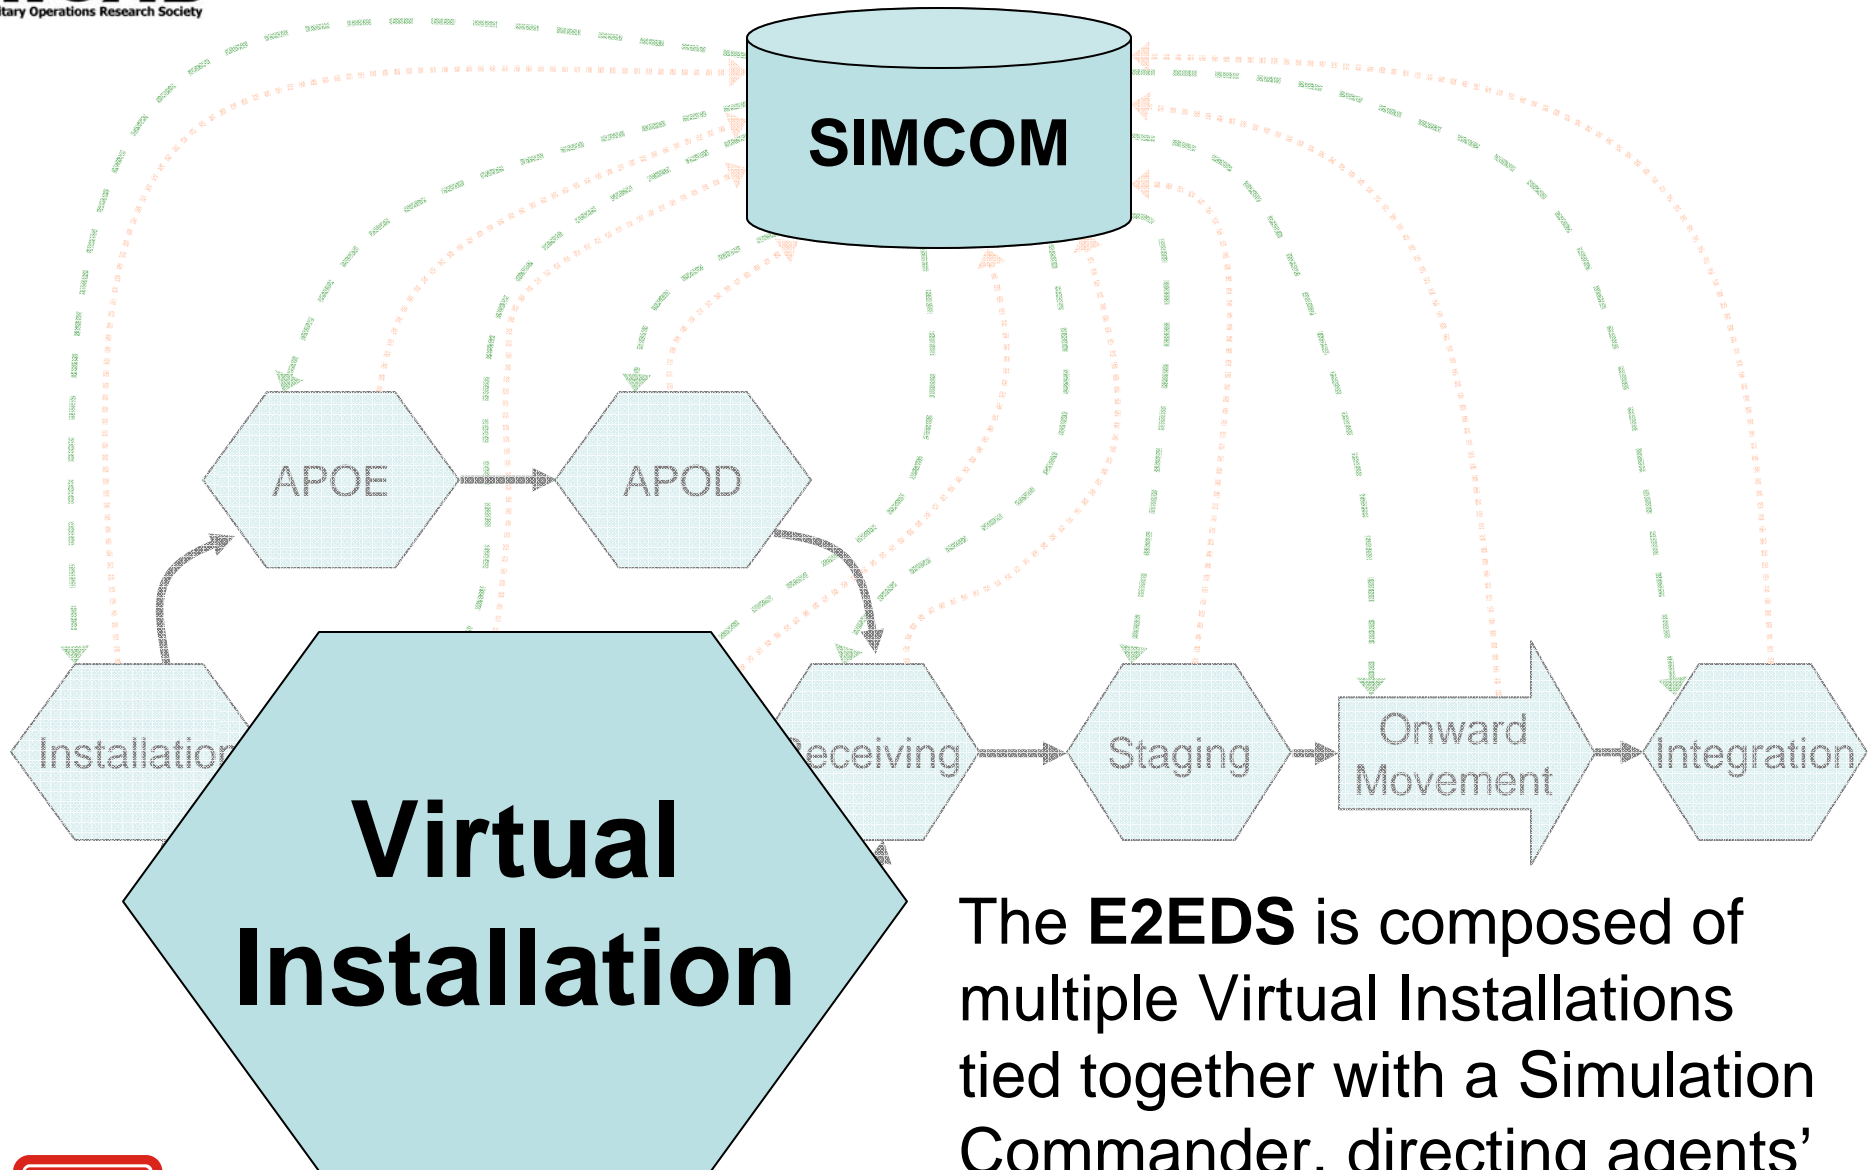 Military Operations Research Society
SIMCOM
APOE
APOD
Installation
Receiving
Staging
Onward
Movement
Integration
Virtual
Installation
The E2EDS is composed of
multiple Virtual Installations
tied together with a Simulation
Commander, directing agents’